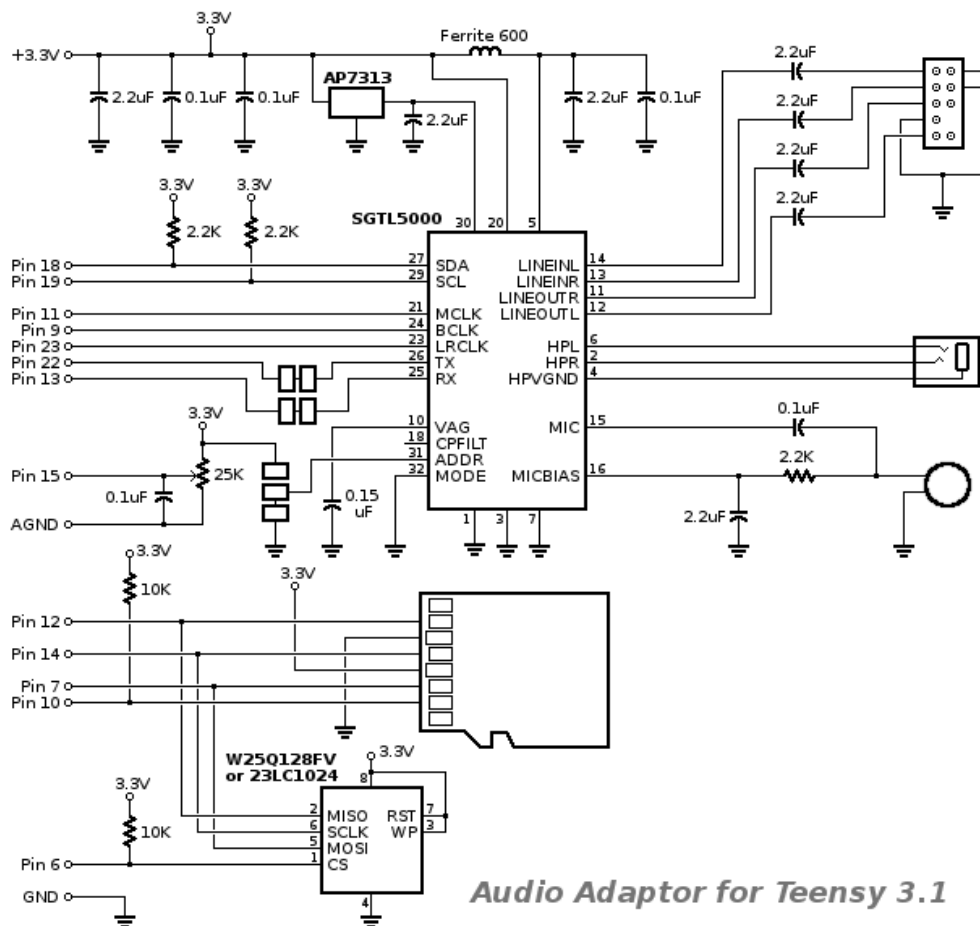 3.3V
+3.3V
Ferrite 600
2.2uF
0.1uF
0.1uF
AP7313
2.2uF
2.2uF
0.1uF
2.2uF
2.2uF
2.2uF
2.2uF
3.3V
3.3V
2.2K
2.2K
SGTL5000
30
20
5
Pin 18
27
SDA
LINEINL
14
Pin 19
29
SCL
LINEINR
13
LINEOUTR
11
Pin 11
21
MCLK
LINEOUTL
12
Pin 9
24
BCLK
Pin 23
23
LRCLK
HPL
6
Pin 22
26
TX
HPR
2
Pin 13
25
RX
HPVGND
4
3.3V
10
VAG
MIC
15
0.1uF
18
CPFILT
31
ADDR
2.2K
Pin 15
25K
32
MODE
MICBIAS
16
0.1uF
0.15
uF
2.2uF
AGND
1
3
7
3.3V
10K
3.3V
Pin 12
Pin 14
Pin 7
Pin 10
W25Q128FV
or 23LC1024
3.3V
8
3.3V
10K
2
MISO
RST
7
6
SCLK
WP
3
5
MOSI
Pin 6
1
CS
GND
4
Audio Adaptor for Teensy 3.1